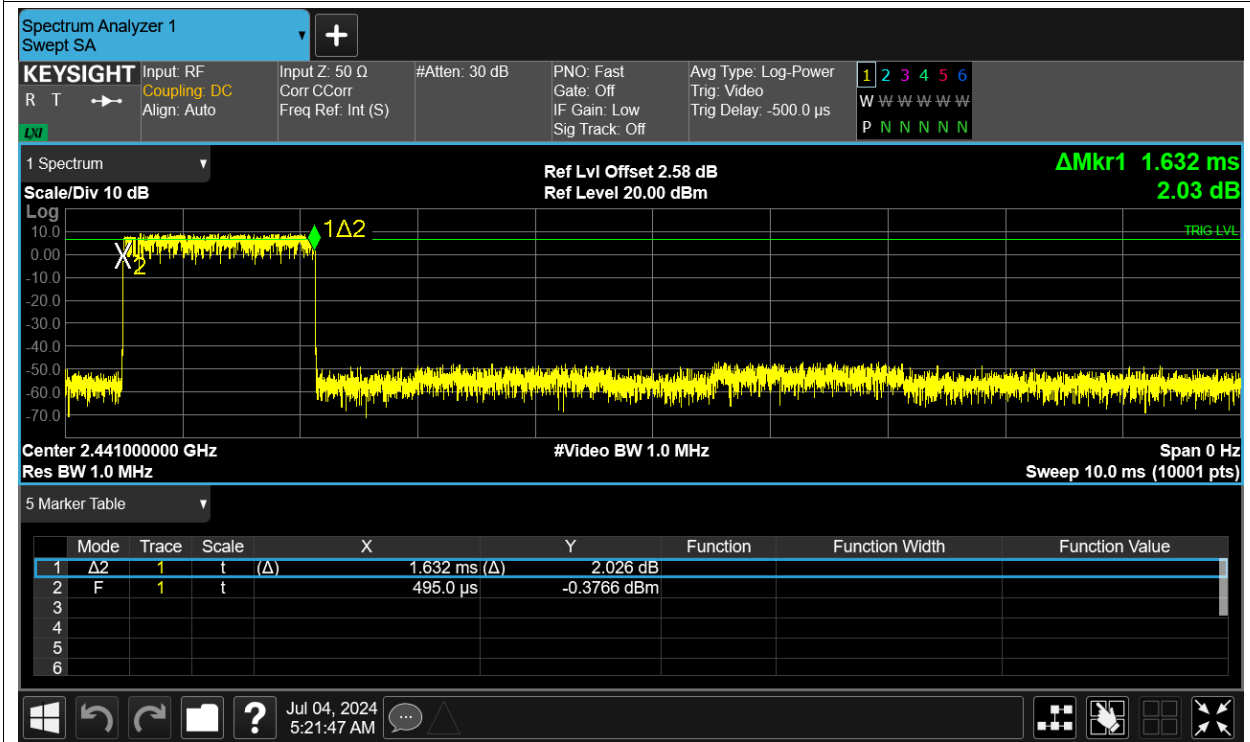 Spectrum Analyzer 1
Swept SA
+
KEYSIGHT
R T
LXI
Input: RF
Coupling: DC
Align: Auto
Input Z: 50 Ω
Corr CCorr
Freq Ref: Int (S)
#Atten: 30 dB
PNO: Fast
Gate: Off
IF Gain: Low
Sig Track: Off
Avg Type: Log-Power
Trig: Video
Trig Delay: -500.0 µs
1 2 3 4 5 6
W W W W W W
P N N N N N
1 Spectrum
Scale/Div 10 dB
Ref Lvl Offset 2.58 dB
Ref Level 20.00 dBm
ΔMkr1 1.632 ms
2.03 dB
Log
10.0
0.00
-10.0
-20.0
-30.0
-40.0
-50.0
-60.0
-70.0
1Δ2
X2
TRIG LVL
Center 2.441000000 GHz
Res BW 1.0 MHz
#Video BW 1.0 MHz
Span 0 Hz
Sweep 10.0 ms (10001 pts)
5 Marker Table
Mode Trace Scale X Y Function Function Width Function Value
1 Δ2 1 t (Δ) 1.632 ms (Δ) 2.026 dB
2 F 1 t 495.0 µs -0.3766 dBm
3
4
5
6
?
Jul 04, 2024
5:21:47 AM